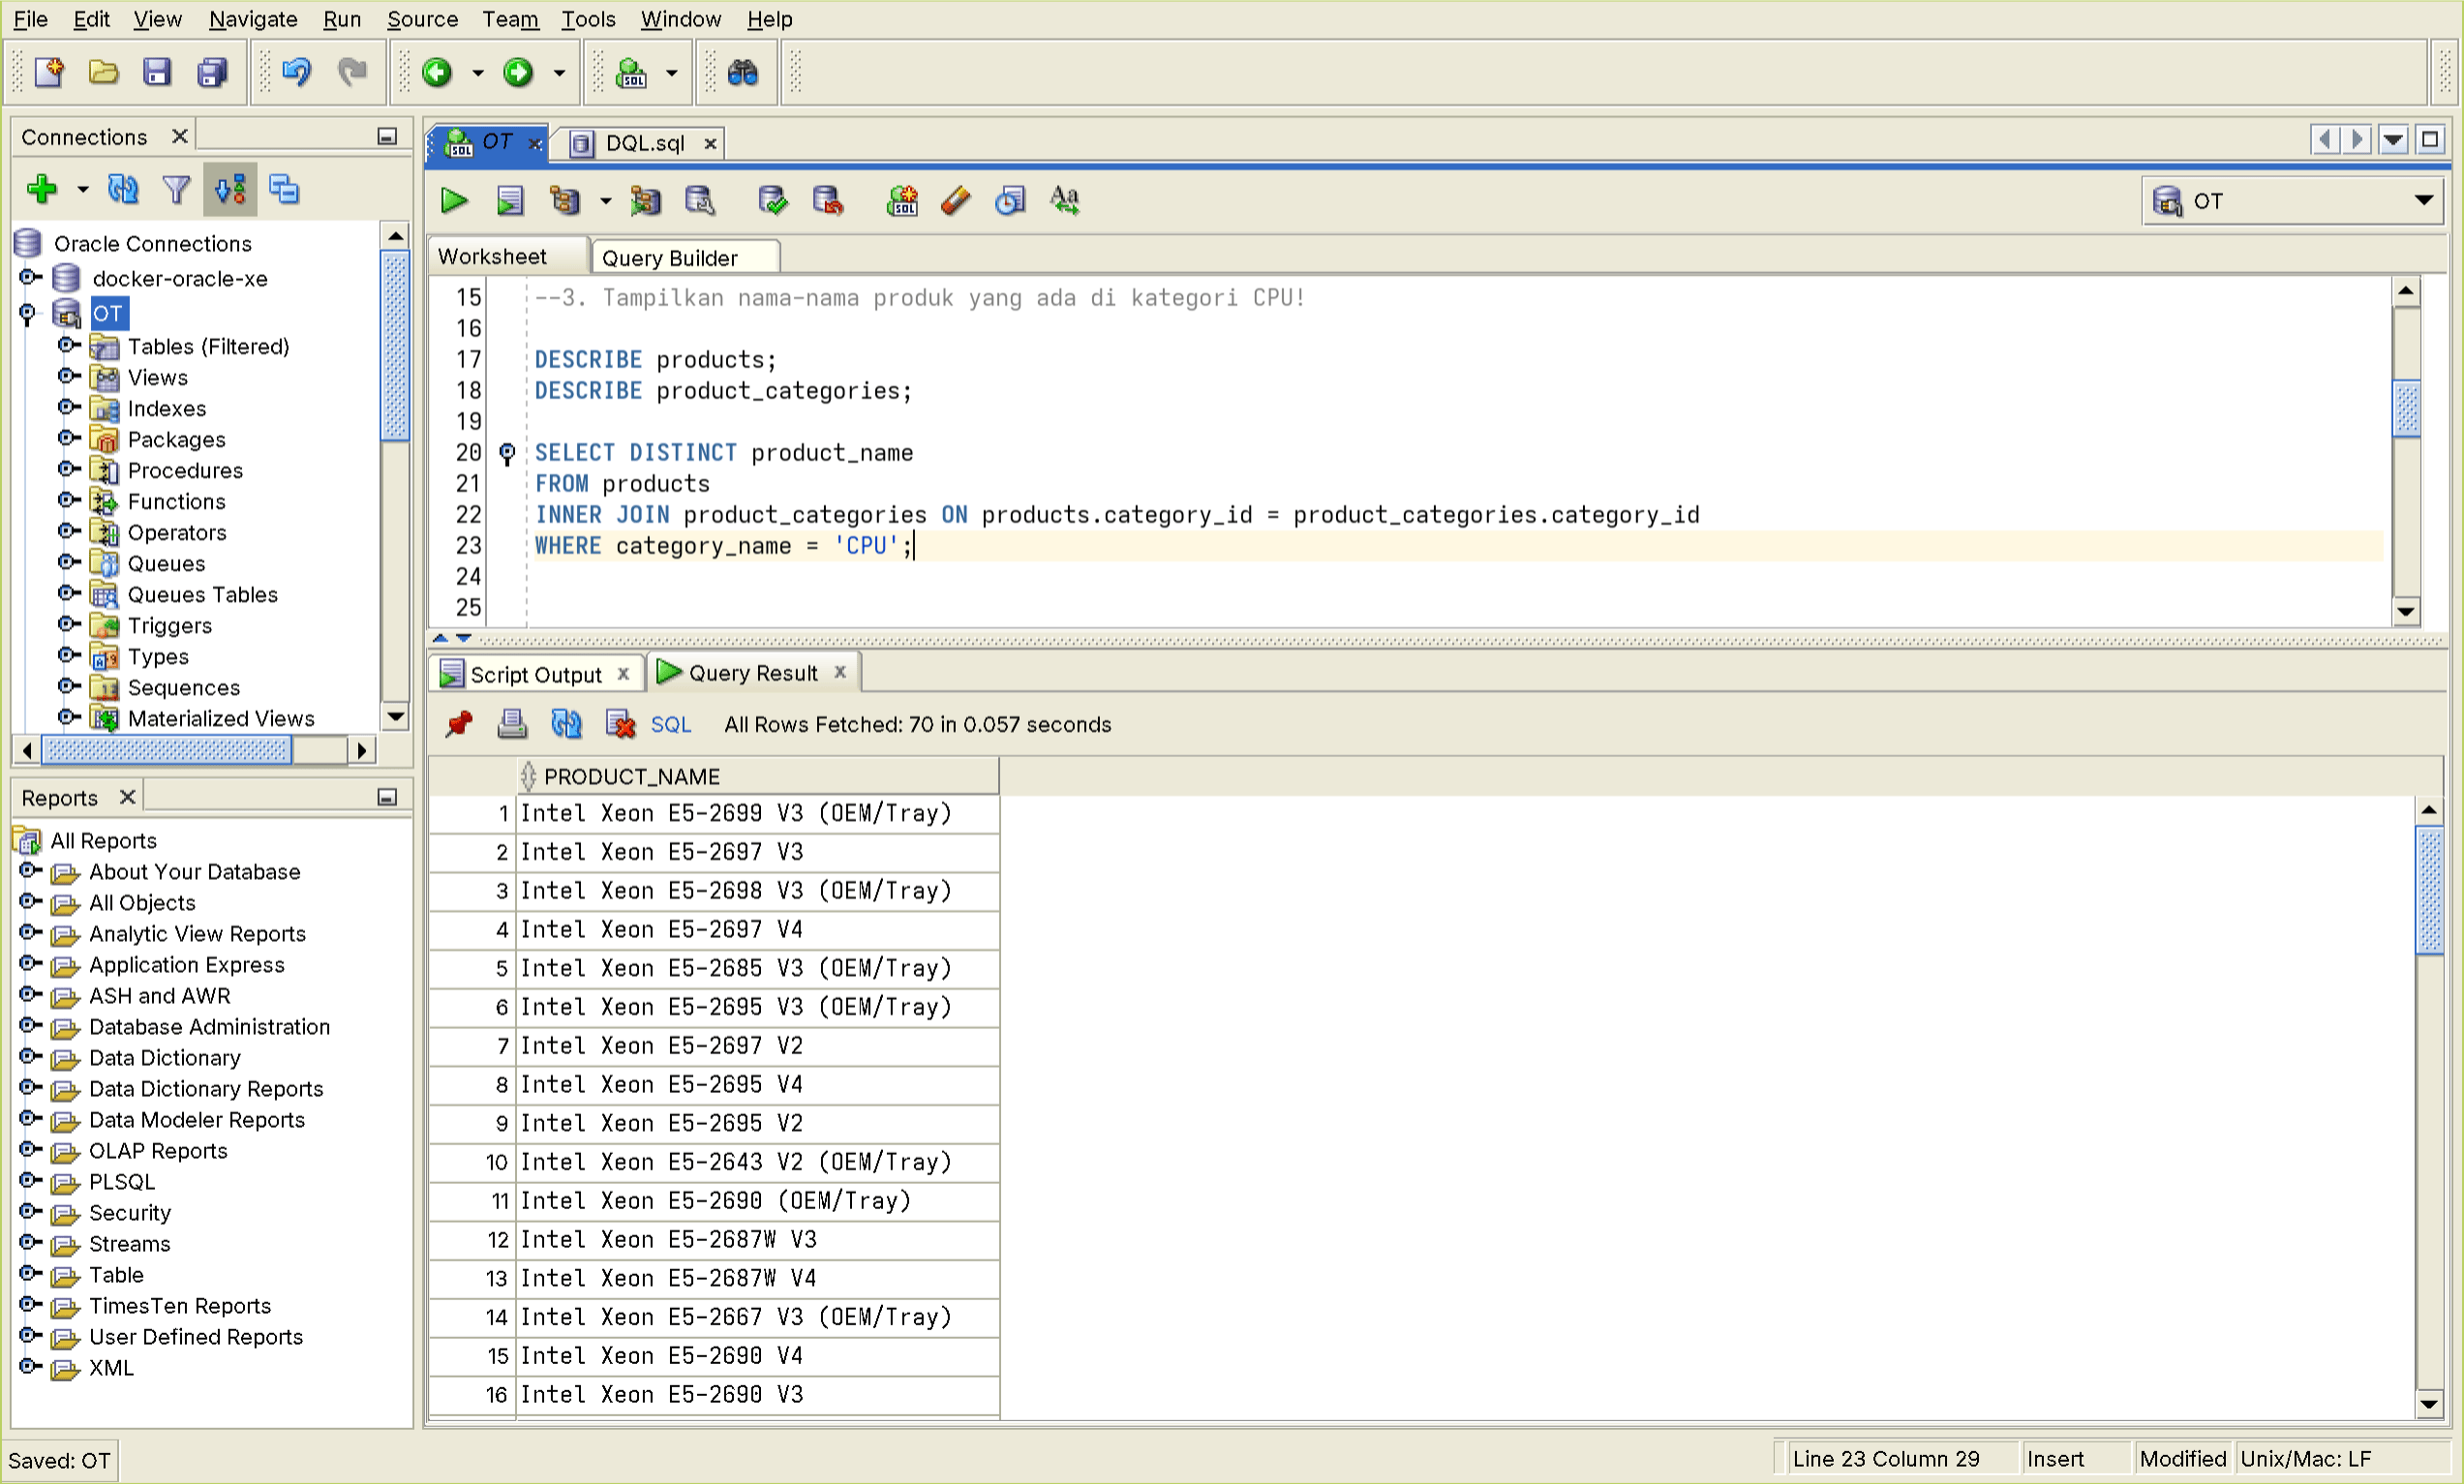 File Edit View Navigate Run Source Team Tools Window Help
Connections
Oracle Connections
docker-oracle-xe
OT
Tables (Filtered)
Views
Indexes
Packages
Procedures
Functions
Operators
Queues
Queues Tables
Triggers
Types
Sequences
Materialized Views
Reports
All Reports
About Your Database
All Objects
Analytic View Reports
Application Express
ASH and AWR
Database Administration
Data Dictionary
Data Dictionary Reports
Data Modeler Reports
OLAP Reports
PLSQL
Security
Streams
Table
TimesTen Reports
User Defined Reports
XML
OT DQL.sql
OT
Worksheet Query Builder
15 --3. Tampilkan nama-nama produk yang ada di kategori CPU!
16
17 DESCRIBE products;
18 DESCRIBE product_categories;
19
20 SELECT DISTINCT product_name
21 FROM products
22 INNER JOIN product_categories ON products.category_id = product_categories.category_id
23 WHERE category_name = 'CPU';
24
25
Script Output Query Result
SQL All Rows Fetched: 70 in 0.057 seconds
PRODUCT_NAME
1 Intel Xeon E5-2699 V3 (OEM/Tray)
2 Intel Xeon E5-2697 V3
3 Intel Xeon E5-2698 V3 (OEM/Tray)
4 Intel Xeon E5-2697 V4
5 Intel Xeon E5-2685 V3 (OEM/Tray)
6 Intel Xeon E5-2695 V3 (OEM/Tray)
7 Intel Xeon E5-2697 V2
8 Intel Xeon E5-2695 V4
9 Intel Xeon E5-2695 V2
10 Intel Xeon E5-2643 V2 (OEM/Tray)
11 Intel Xeon E5-2690 (OEM/Tray)
12 Intel Xeon E5-2687W V3
13 Intel Xeon E5-2687W V4
14 Intel Xeon E5-2667 V3 (OEM/Tray)
15 Intel Xeon E5-2690 V4
16 Intel Xeon E5-2690 V3
Saved: OT
Line 23 Column 29 Insert Modified Unix/Mac: LF